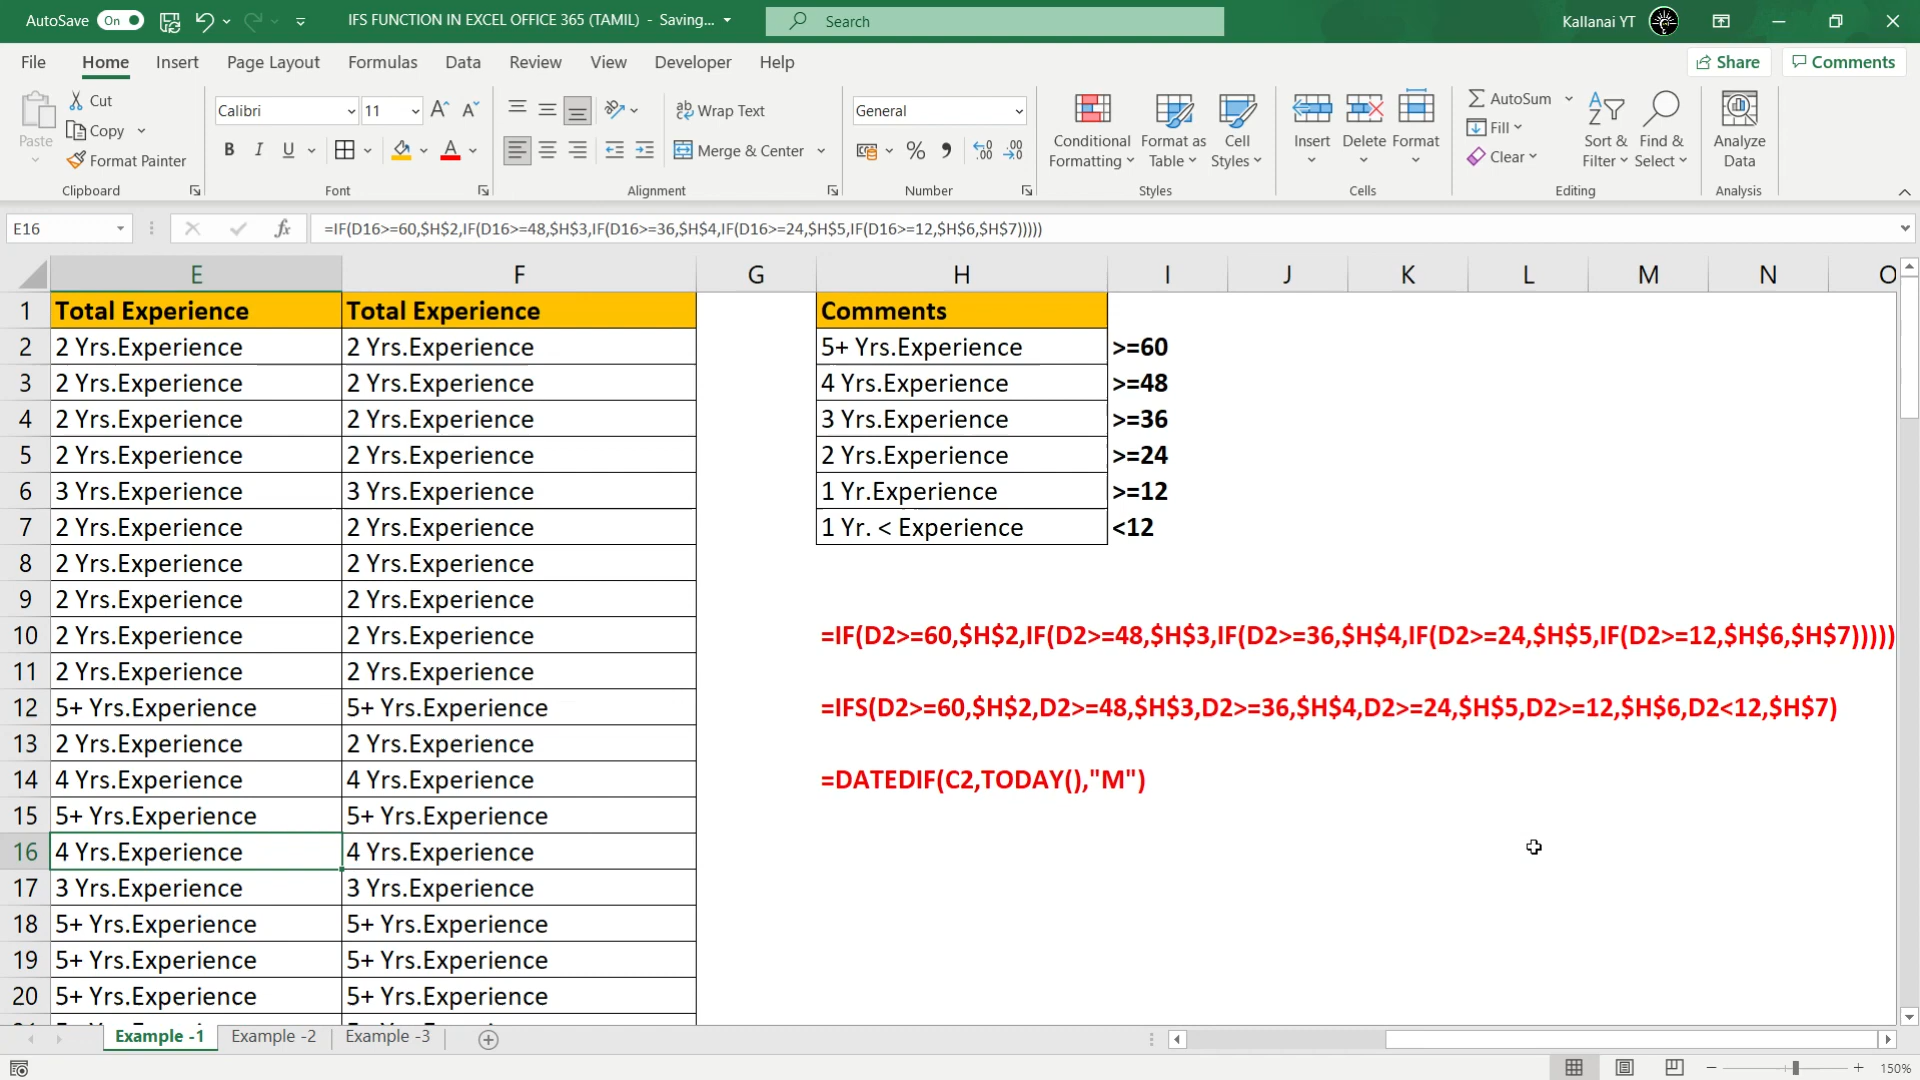 AutoSave On IFS FUNCTION IN EXCEL OFFICE 365 (TAMIL) - Saving... Search Kallanai YT
File Home Insert Page Layout Formulas Data Review View Developer Help Share Comments
Paste Cut Copy Format Painter
Clipboard
Calibri 11
B I U
Font
Wrap Text
Merge & Center
Alignment
General
%
Number
Conditional Formatting
Format as Table
Cell Styles
Styles
Insert Delete Format
Cells
AutoSum
Fill
Clear
Sort & Filter
Find & Select
Editing
Analyze Data
Analysis
E16 fx =IF(D16>=60,$H$2,IF(D16>=48,$H$3,IF(D16>=36,$H$4,IF(D16>=24,$H$5,IF(D16>=12,$H$6,$H$7)))))
E F G H I J K L M N O
1 Total Experience Total Experience Comments
2 2 Yrs.Experience 2 Yrs.Experience 5+ Yrs.Experience >=60
3 2 Yrs.Experience 2 Yrs.Experience 4 Yrs.Experience >=48
4 2 Yrs.Experience 2 Yrs.Experience 3 Yrs.Experience >=36
5 2 Yrs.Experience 2 Yrs.Experience 2 Yrs.Experience >=24
6 3 Yrs.Experience 3 Yrs.Experience 1 Yr.Experience >=12
7 2 Yrs.Experience 2 Yrs.Experience 1 Yr. < Experience <12
8 2 Yrs.Experience 2 Yrs.Experience
9 2 Yrs.Experience 2 Yrs.Experience
10 2 Yrs.Experience 2 Yrs.Experience =IF(D2>=60,$H$2,IF(D2>=48,$H$3,IF(D2>=36,$H$4,IF(D2>=24,$H$5,IF(D2>=12,$H$6,$H$7)))))
11 2 Yrs.Experience 2 Yrs.Experience
12 5+ Yrs.Experience 5+ Yrs.Experience =IFS(D2>=60,$H$2,D2>=48,$H$3,D2>=36,$H$4,D2>=24,$H$5,D2>=12,$H$6,D2<12,$H$7)
13 2 Yrs.Experience 2 Yrs.Experience
14 4 Yrs.Experience 4 Yrs.Experience =DATEDIF(C2,TODAY(),"M")
15 5+ Yrs.Experience 5+ Yrs.Experience
16 4 Yrs.Experience 4 Yrs.Experience
17 3 Yrs.Experience 3 Yrs.Experience
18 5+ Yrs.Experience 5+ Yrs.Experience
19 5+ Yrs.Experience 5+ Yrs.Experience
20 5+ Yrs.Experience 5+ Yrs.Experience
Example -1 Example -2 Example -3
150%